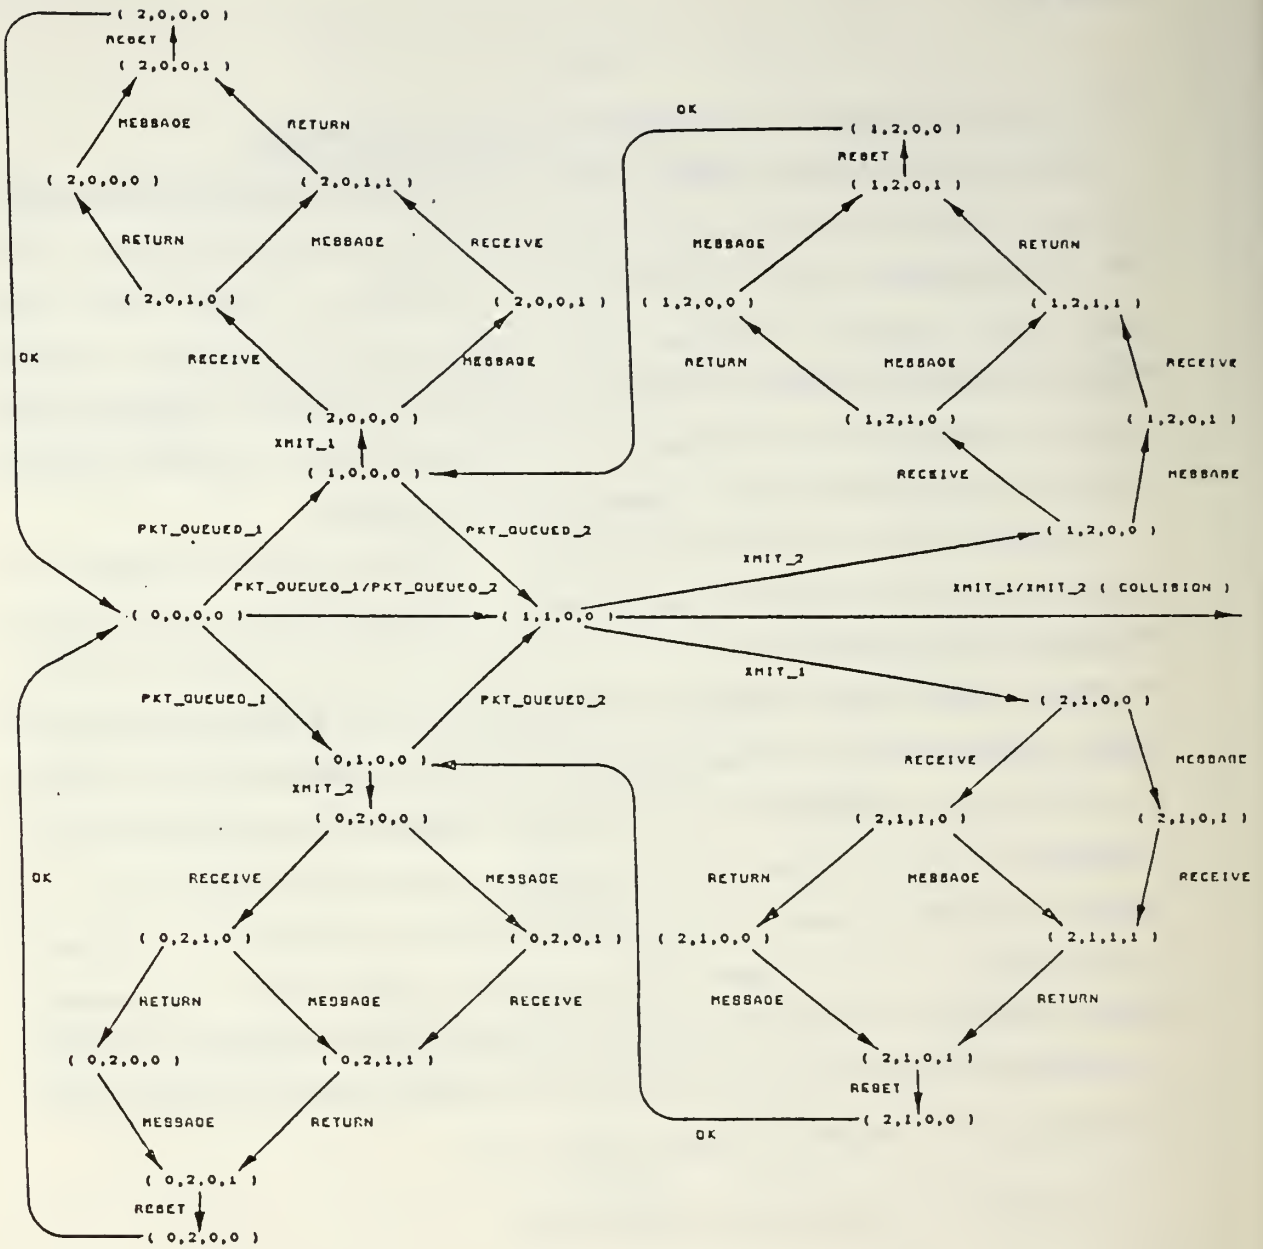 ( 2,0,0,0 )
RESET
( 2,0,0,1 )
MESSAGE
RETURN
( 2,0,0,0 )
( 2,0,1,1 )
RETURN
MESSAGE
RECEIVE
( 2,0,1,0 )
( 2,0,0,1 )
OK
RECEIVE
MESSAGE
( 2,0,0,0 )
XMIT_1
( 1,0,0,0 )
OK
( 1,2,0,0 )
RESET
( 1,2,0,1 )
MESSAGE
RETURN
( 1,2,0,0 )
( 1,2,1,1 )
RETURN
MESSAGE
RECEIVE
( 1,2,1,0 )
( 1,2,0,1 )
RECEIVE
MESSAGE
( 1,2,0,0 )
PKT_QUEUED_1
PKT_QUEUED_2
XMIT_2
PKT_QUEUED_1/PKT_QUEUED_2
XMIT_1/XMIT_2 ( COLLISION )
( 0,0,0,0 )
( 1,1,0,0 )
XMIT_1
PKT_QUEUED_1
PKT_QUEUED_2
( 2,1,0,0 )
( 0,1,0,0 )
XMIT_2
( 0,2,0,0 )
OK
RECEIVE
MESSAGE
( 0,2,1,0 )
( 0,2,0,1 )
RETURN
MESSAGE
RECEIVE
( 0,2,0,0 )
( 0,2,1,1 )
MESSAGE
RETURN
( 0,2,0,1 )
RESET
( 0,2,0,0 )
RECEIVE
MESSAGE
( 2,1,1,0 )
( 2,1,0,1 )
RETURN
MESSAGE
RECEIVE
( 2,1,0,0 )
( 2,1,1,1 )
MESSAGE
RETURN
( 2,1,0,1 )
RESET
( 2,1,0,0 )
OK